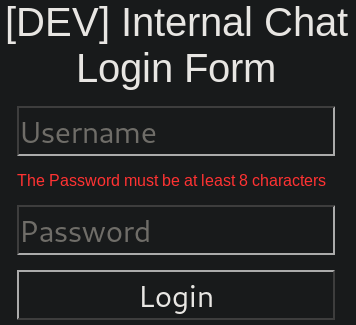 [DEV] Internal Chat
Login Form
Username
The Password must be at least 8 characters
Password
Login